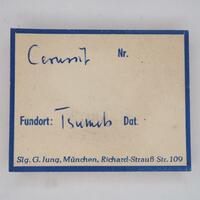 Cerussit Nr.
Fundort: Tsumeb Dat.
Slg. G. Jung, München, Richard-Strauß Str. 109